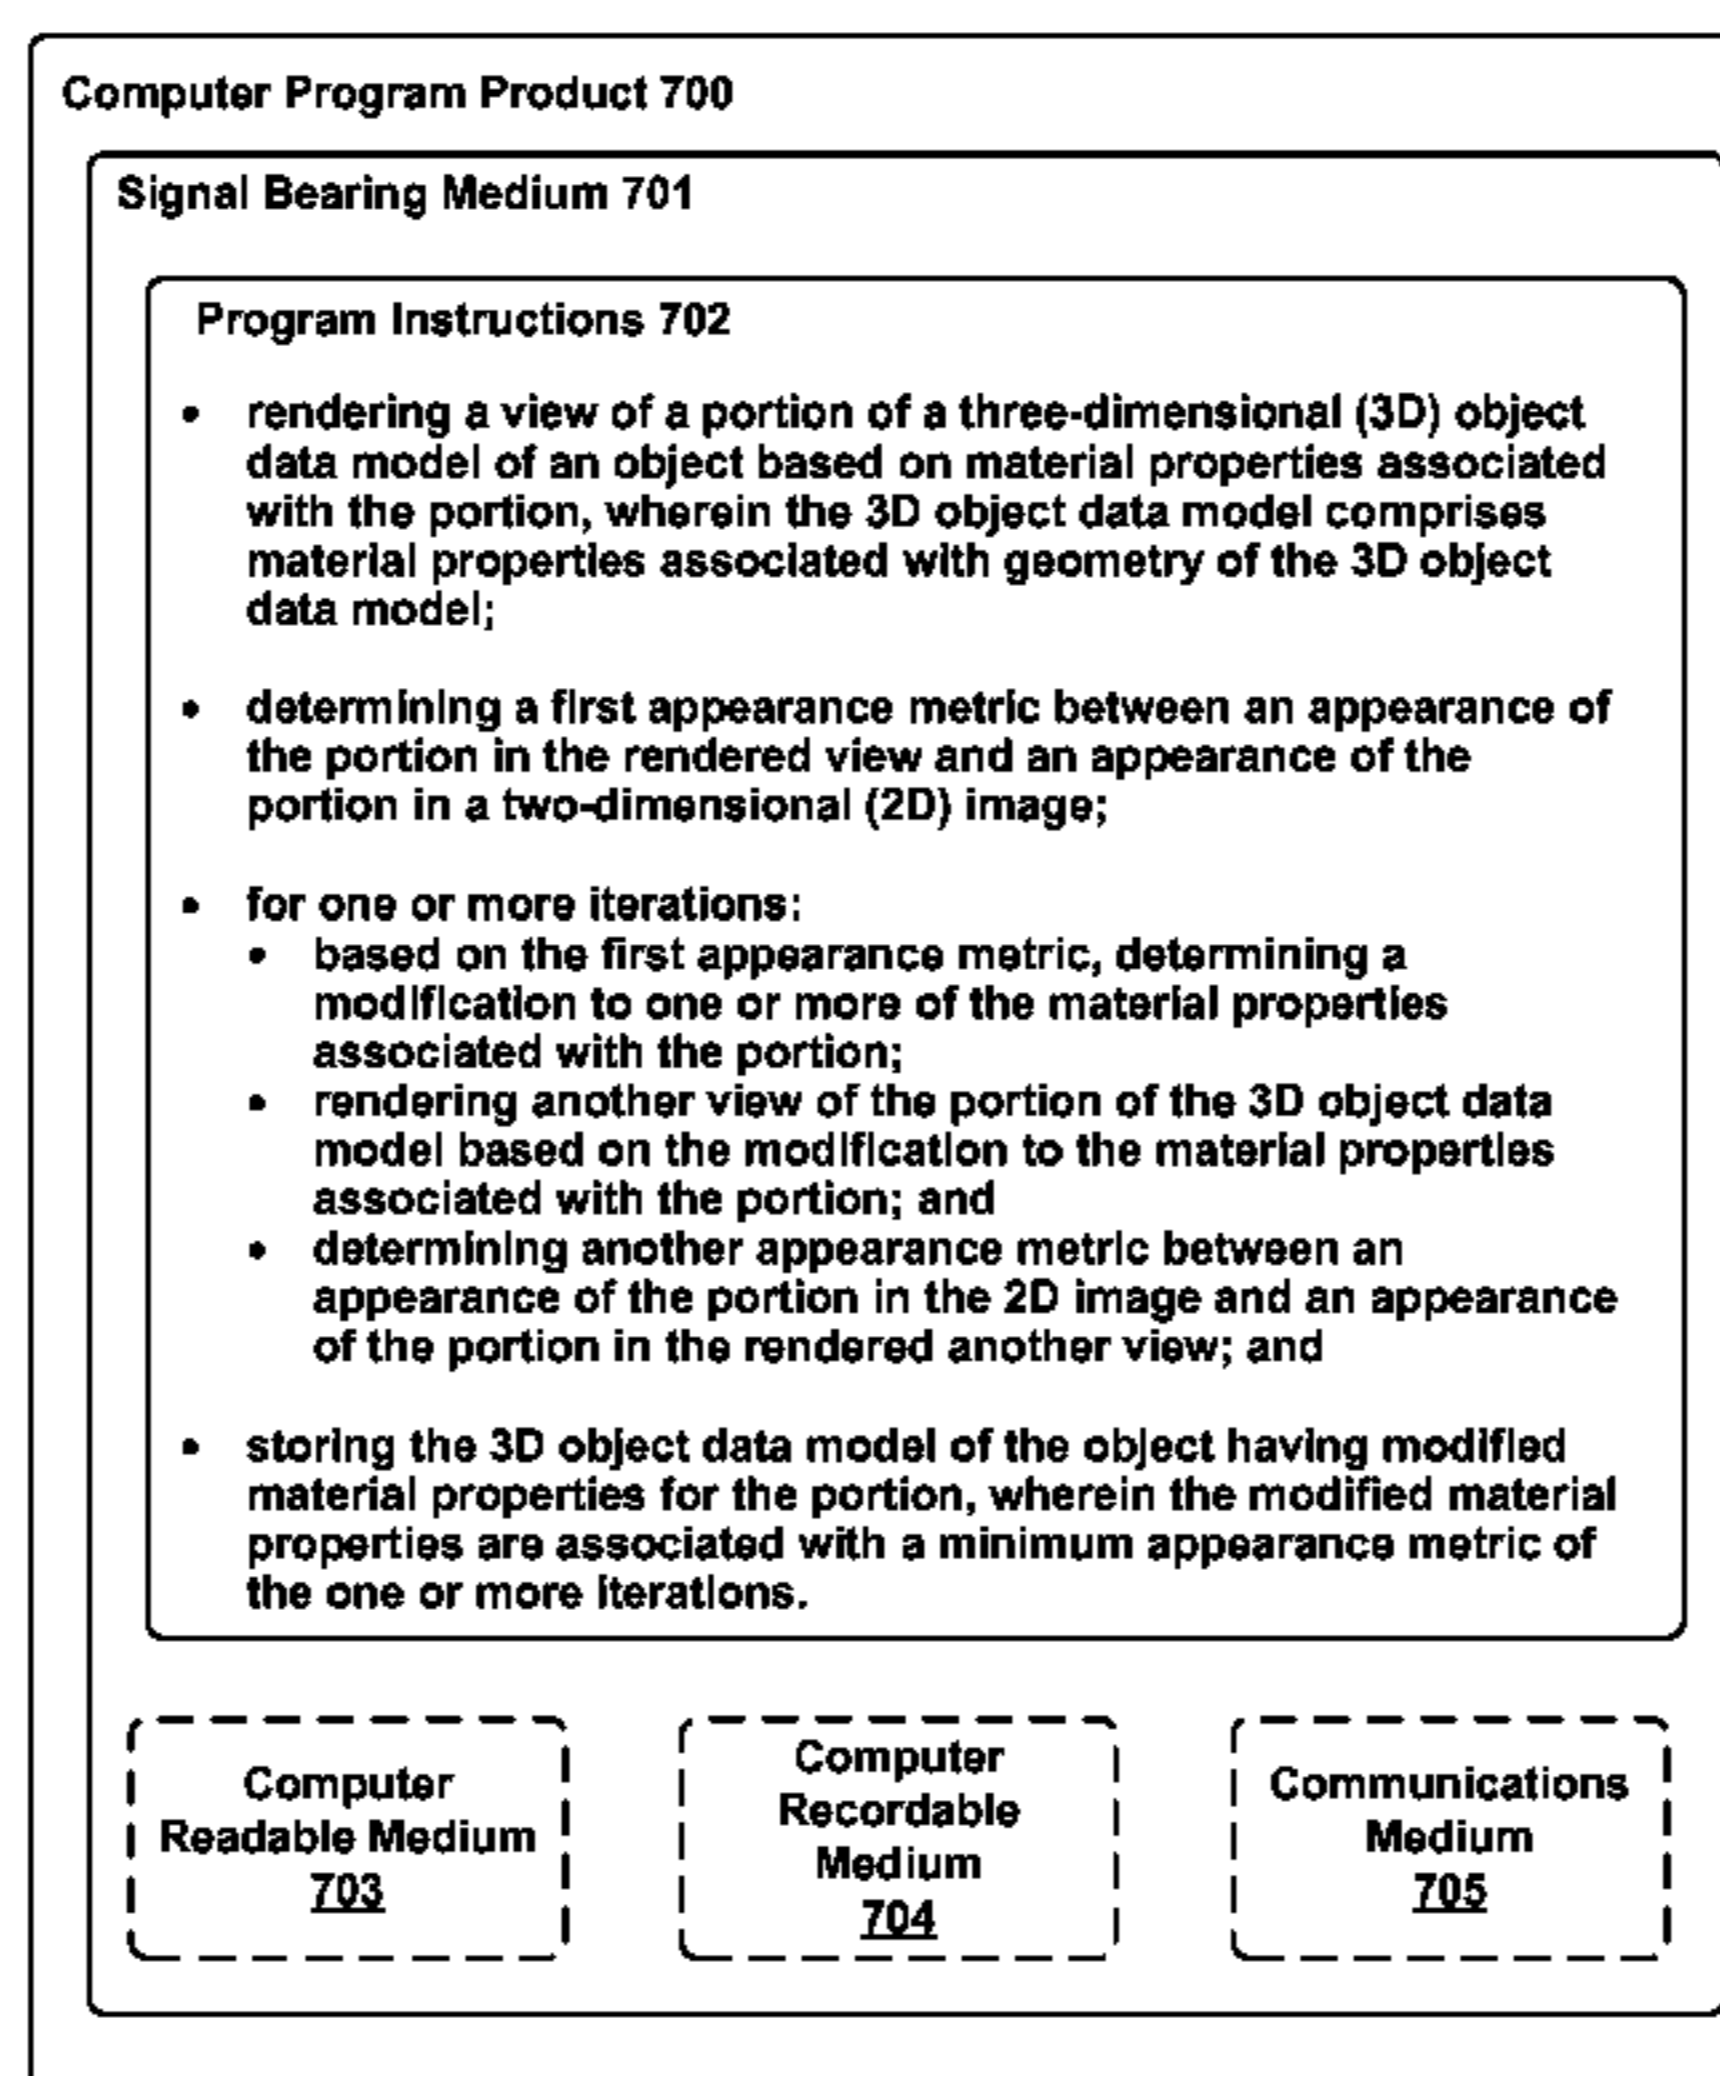 Computer Program Product 700
Signal Bearing Medium 701
Program Instructions 702
• rendering a view of a portion of a three-dimensional (3D) object
data model of an object based on material properties associated
with the portion, wherein the 3D object data model comprises
material properties associated with geometry of the 3D object
data model;
• determining a first appearance metric between an appearance of
the portion in the rendered view and an appearance of the
portion in a two-dimensional (2D) image;
• for one or more iterations:
• based on the first appearance metric, determining a
modification to one or more of the material properties
associated with the portion;
• rendering another view of the portion of the 3D object data
model based on the modification to the material properties
associated with the portion; and
• determining another appearance metric between an
appearance of the portion in the 2D image and an appearance
of the portion in the rendered another view; and
• storing the 3D object data model of the object having modified
material properties for the portion, wherein the modified material
properties are associated with a minimum appearance metric of
the one or more iterations.
Computer
Readable Medium
703
Computer
Recordable
Medium
704
Communications
Medium
705